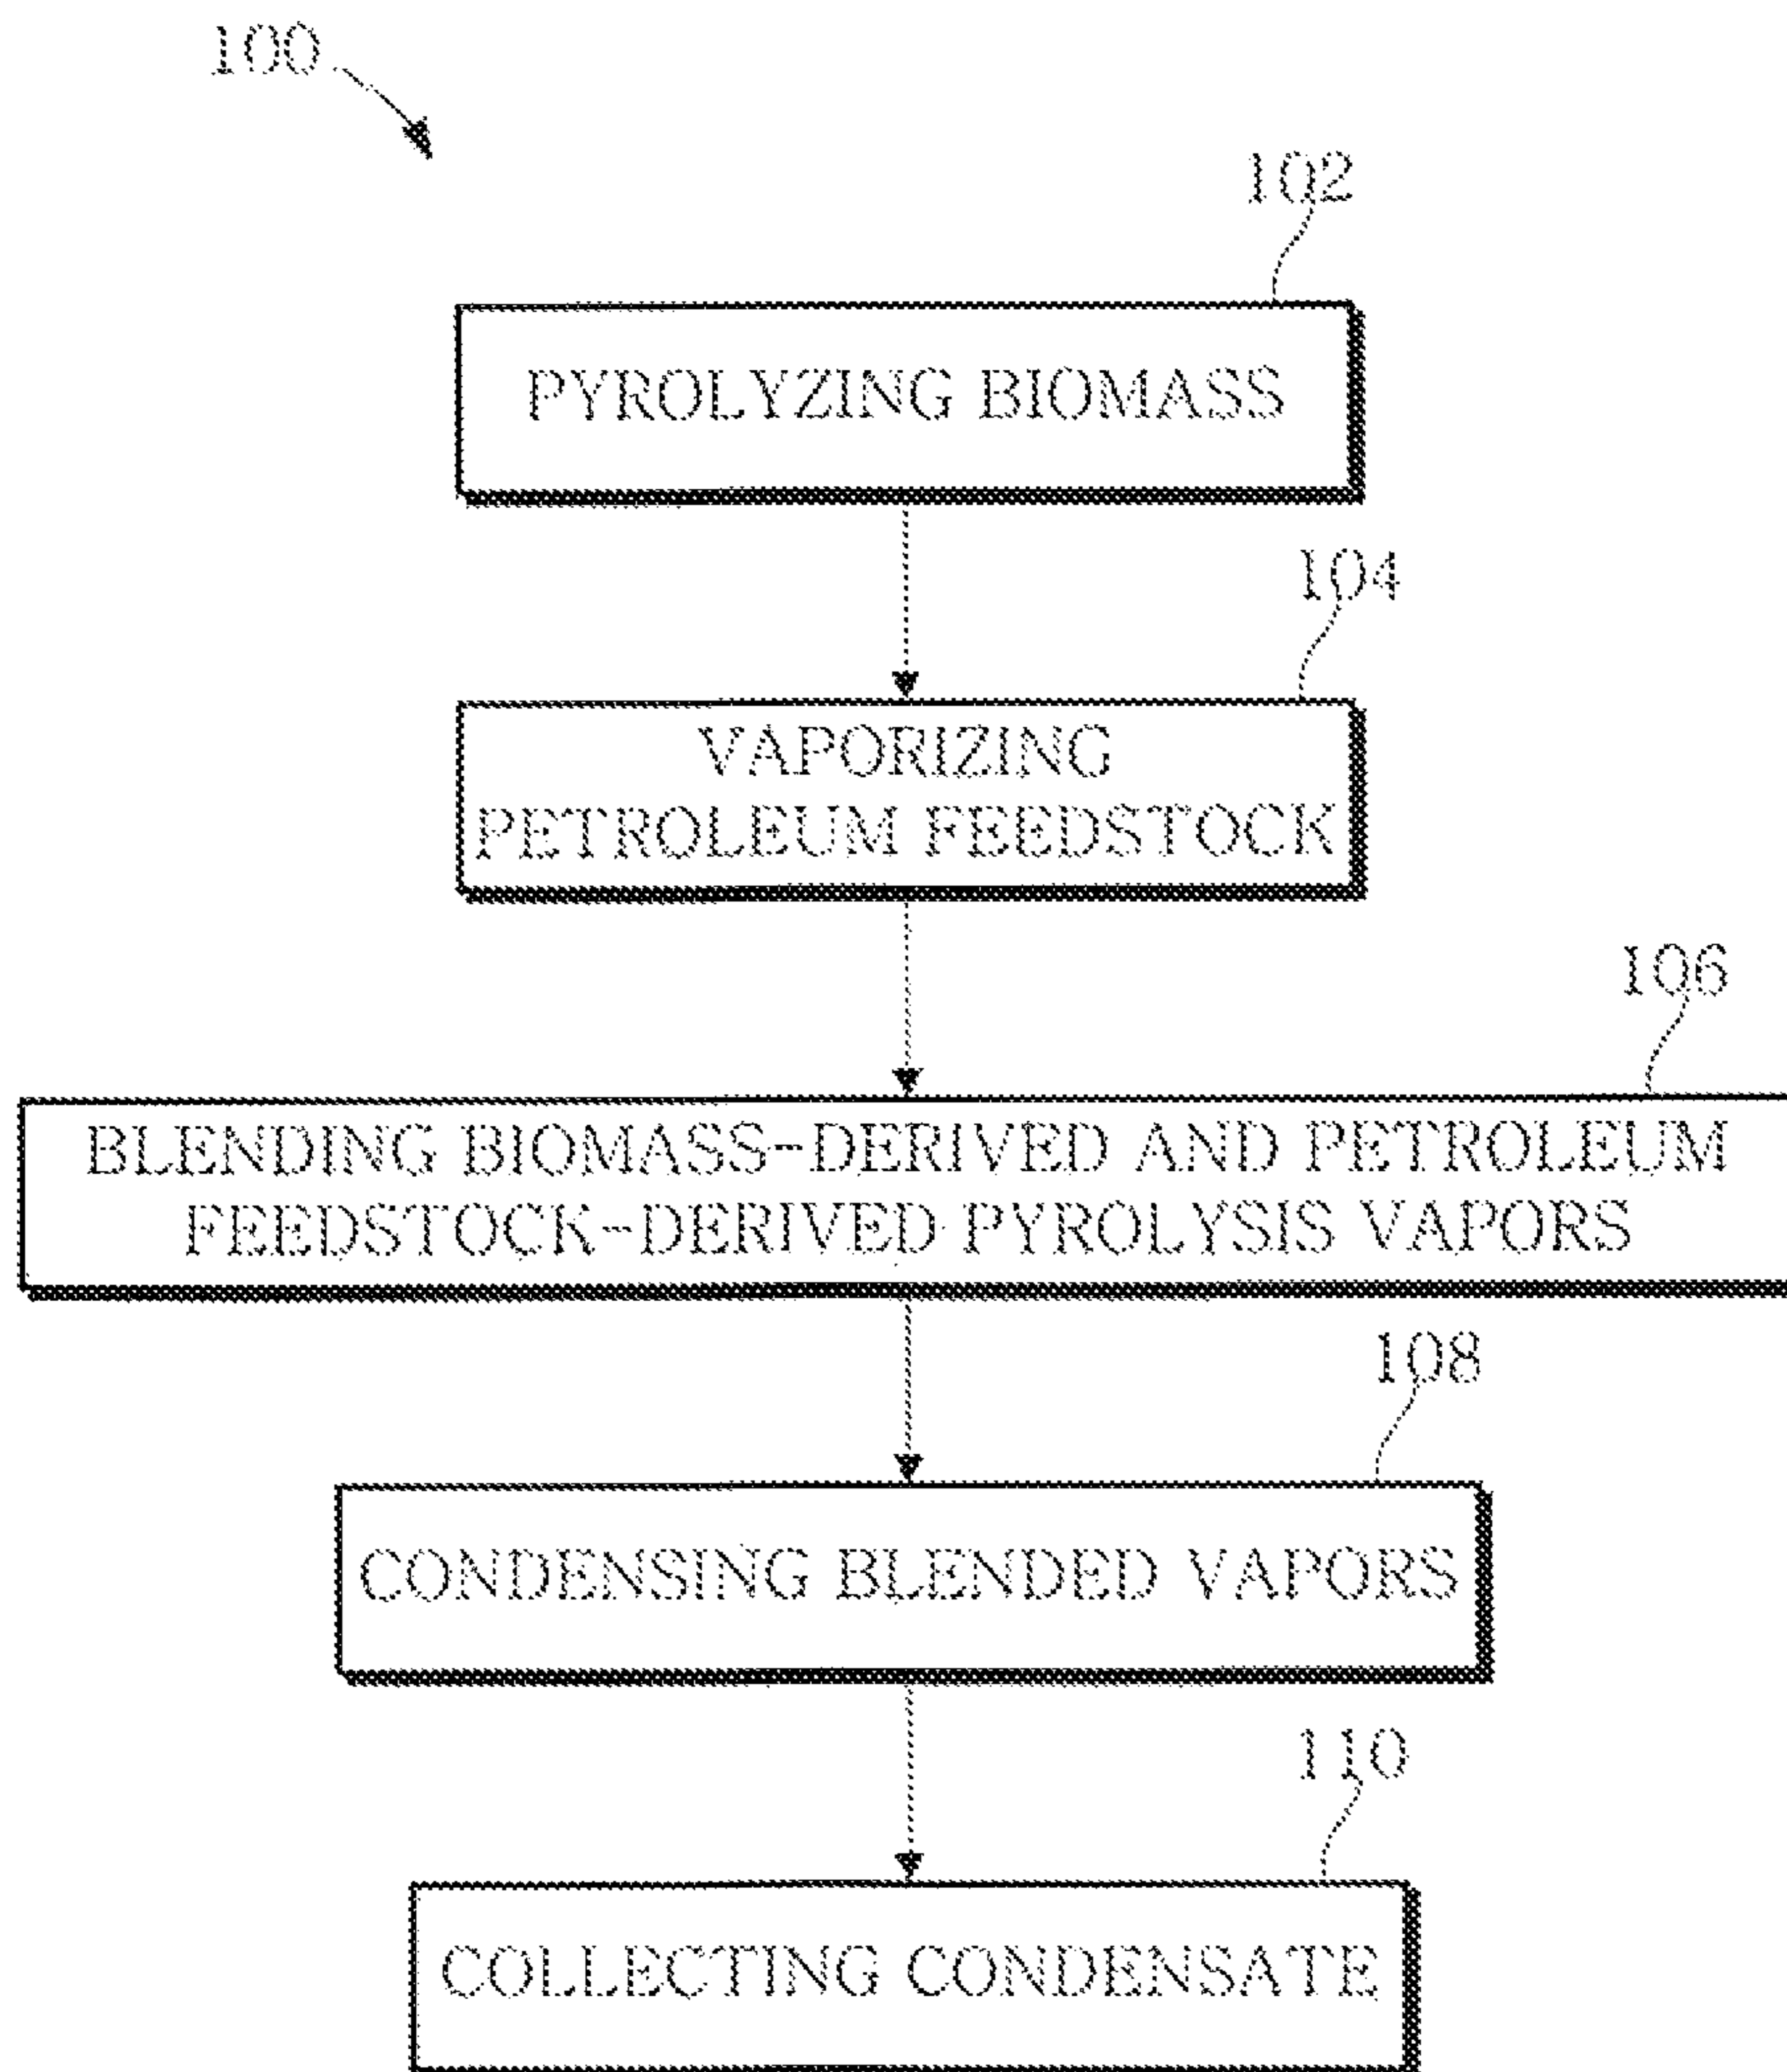 100
102
PYROLYZING BIOMASS
104
VAPORIZING
PETROLEUM FEEDSTOCK
106
BLENDING BIOMASS-DERIVED AND PETROLEUM
FEEDSTOCK-DERIVED PYROLYSIS VAPORS
108
CONDENSING BLENDED VAPORS
110
COLLECTING CONDENSATE